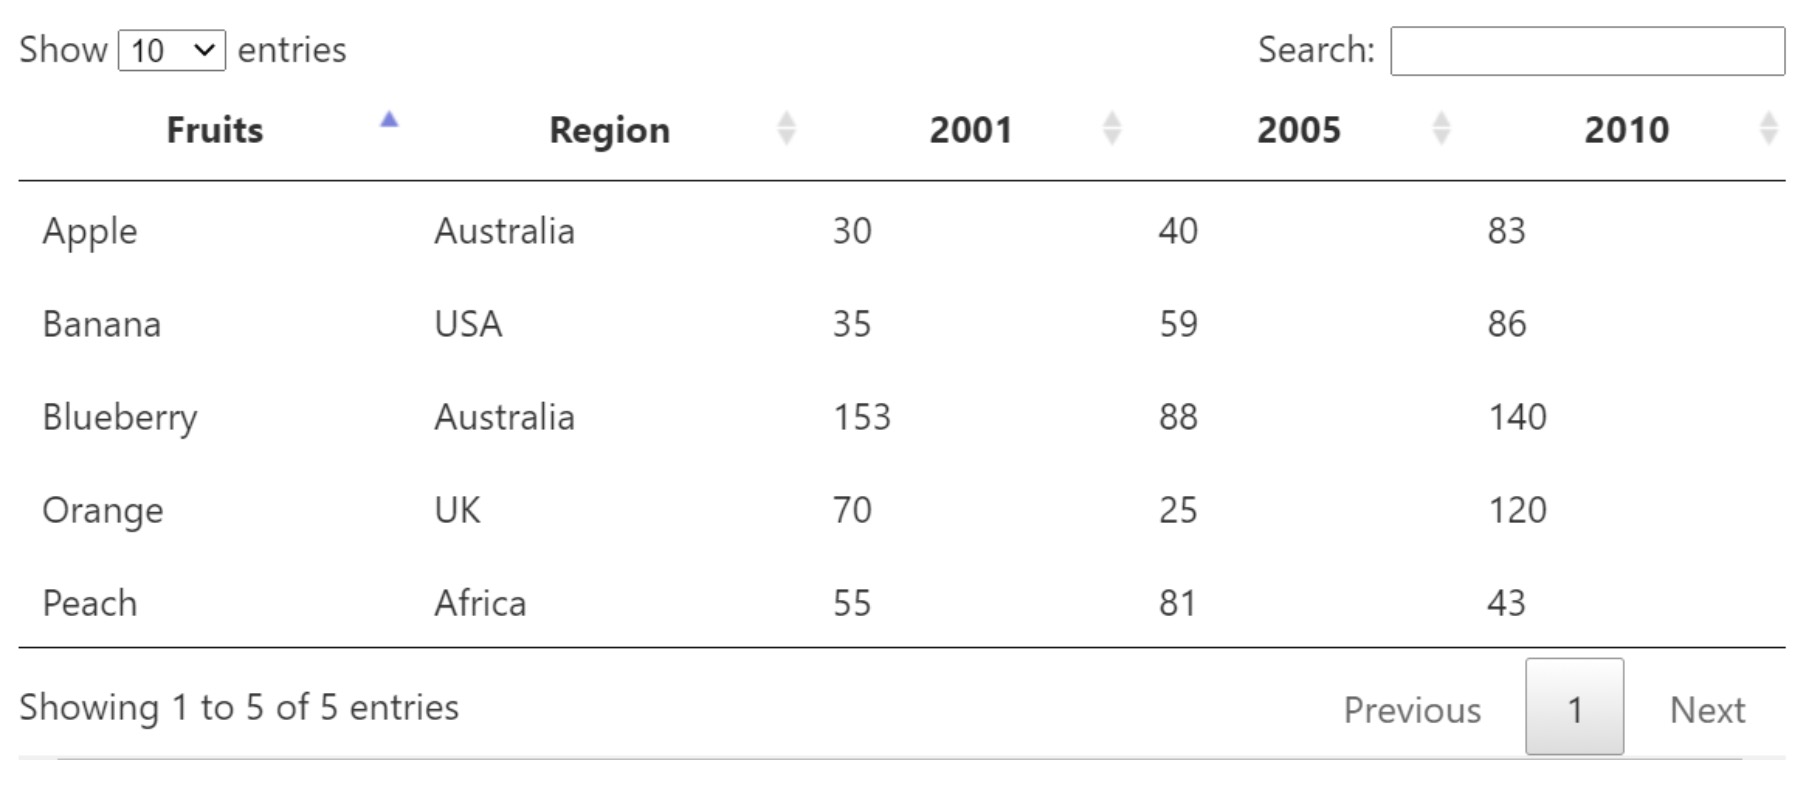 Show 10 entries Search:
Fruits Region 2001 2005 2010
Apple Australia 30 40 83
Banana USA 35 59 86
Blueberry Australia 153 88 140
Orange UK 70 25 120
Peach Africa 55 81 43
Showing 1 to 5 of 5 entries Previous 1 Next